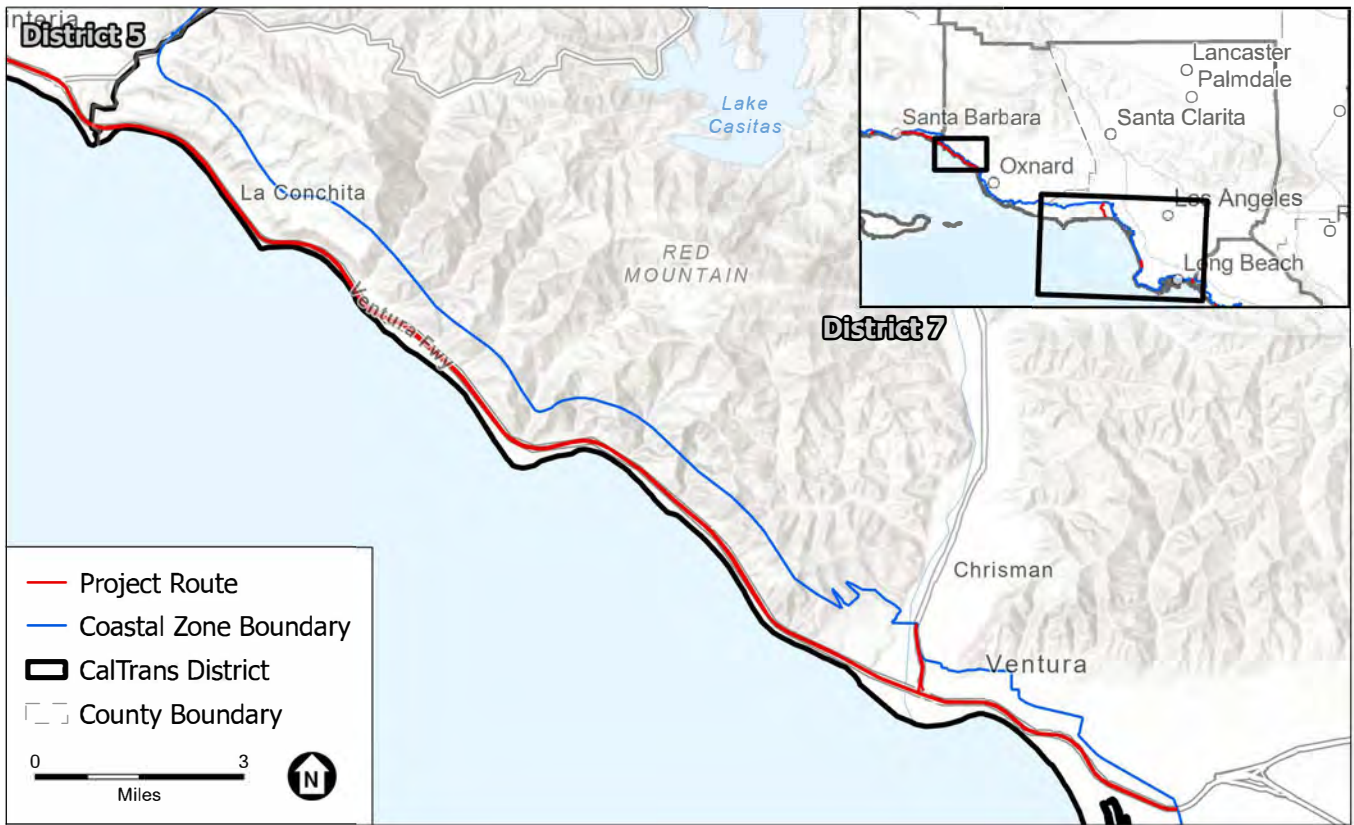 interia
District 5
Lake
Casitas
La Conchita
RED
MOUNTAIN
Ventura Fwy
District 7
Chrisman
Ventura
Lancaster
Palmdale
Santa Barbara
Santa Clarita
Oxnard
Los Angeles
Long Beach
Project Route
Coastal Zone Boundary
CalTrans District
County Boundary
0 3
Miles
N